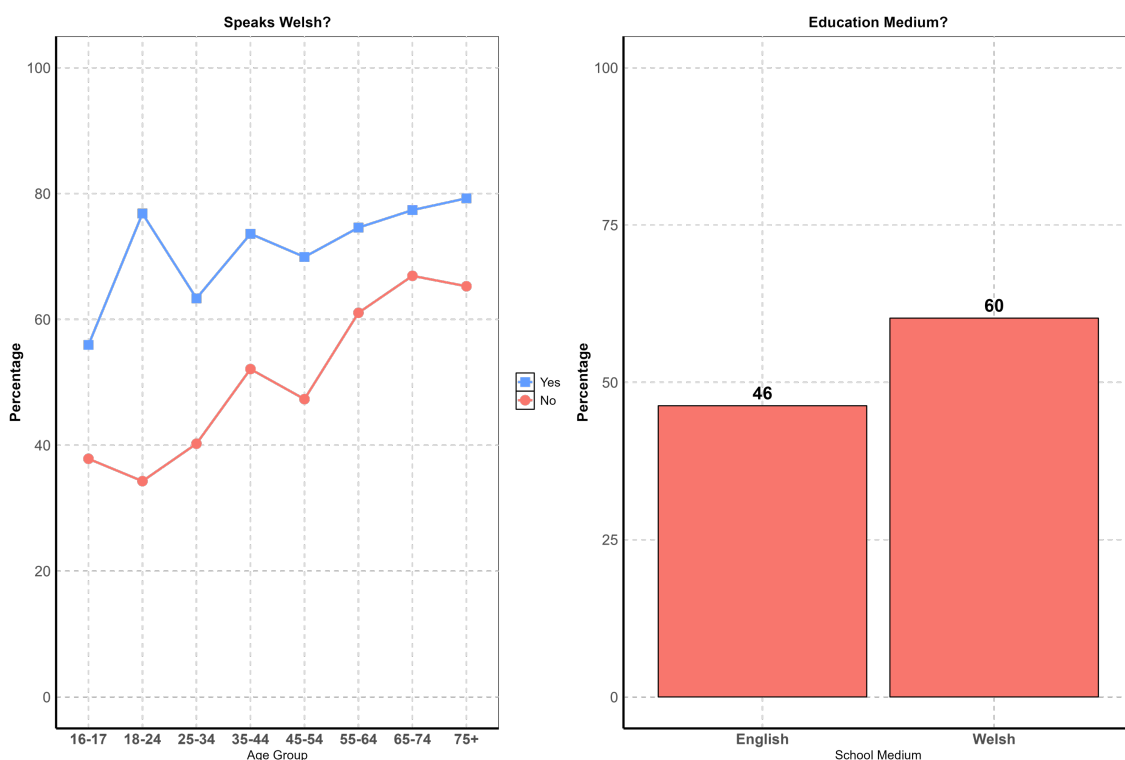 Speaks Welsh?
Percentage
100
80
60
40
20
0
16-17 18-24 25-34 35-44 45-54 55-64 65-74 75+
Age Group
Yes
No
Education Medium?
Percentage
100
75
50
25
0
46
60
English Welsh
School Medium